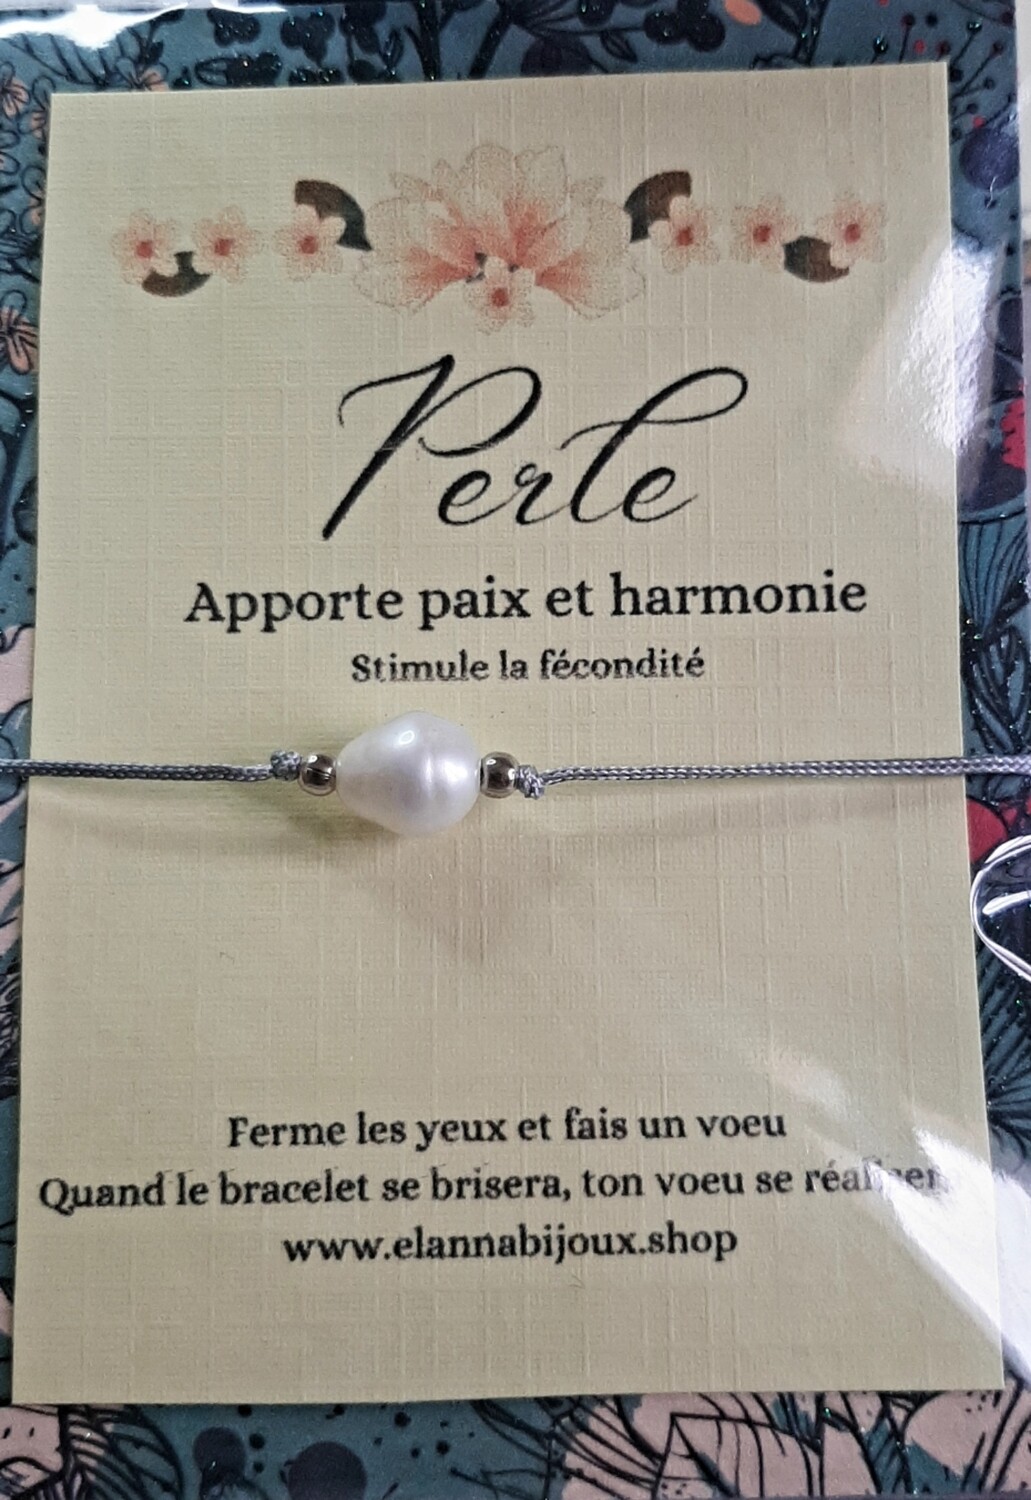 Perle
Apporte paix et harmonie
Stimule la fécondité
Ferme les yeux et fais un voeu
Quand le bracelet se brisera, ton voeu se
www.elannabijoux.shop